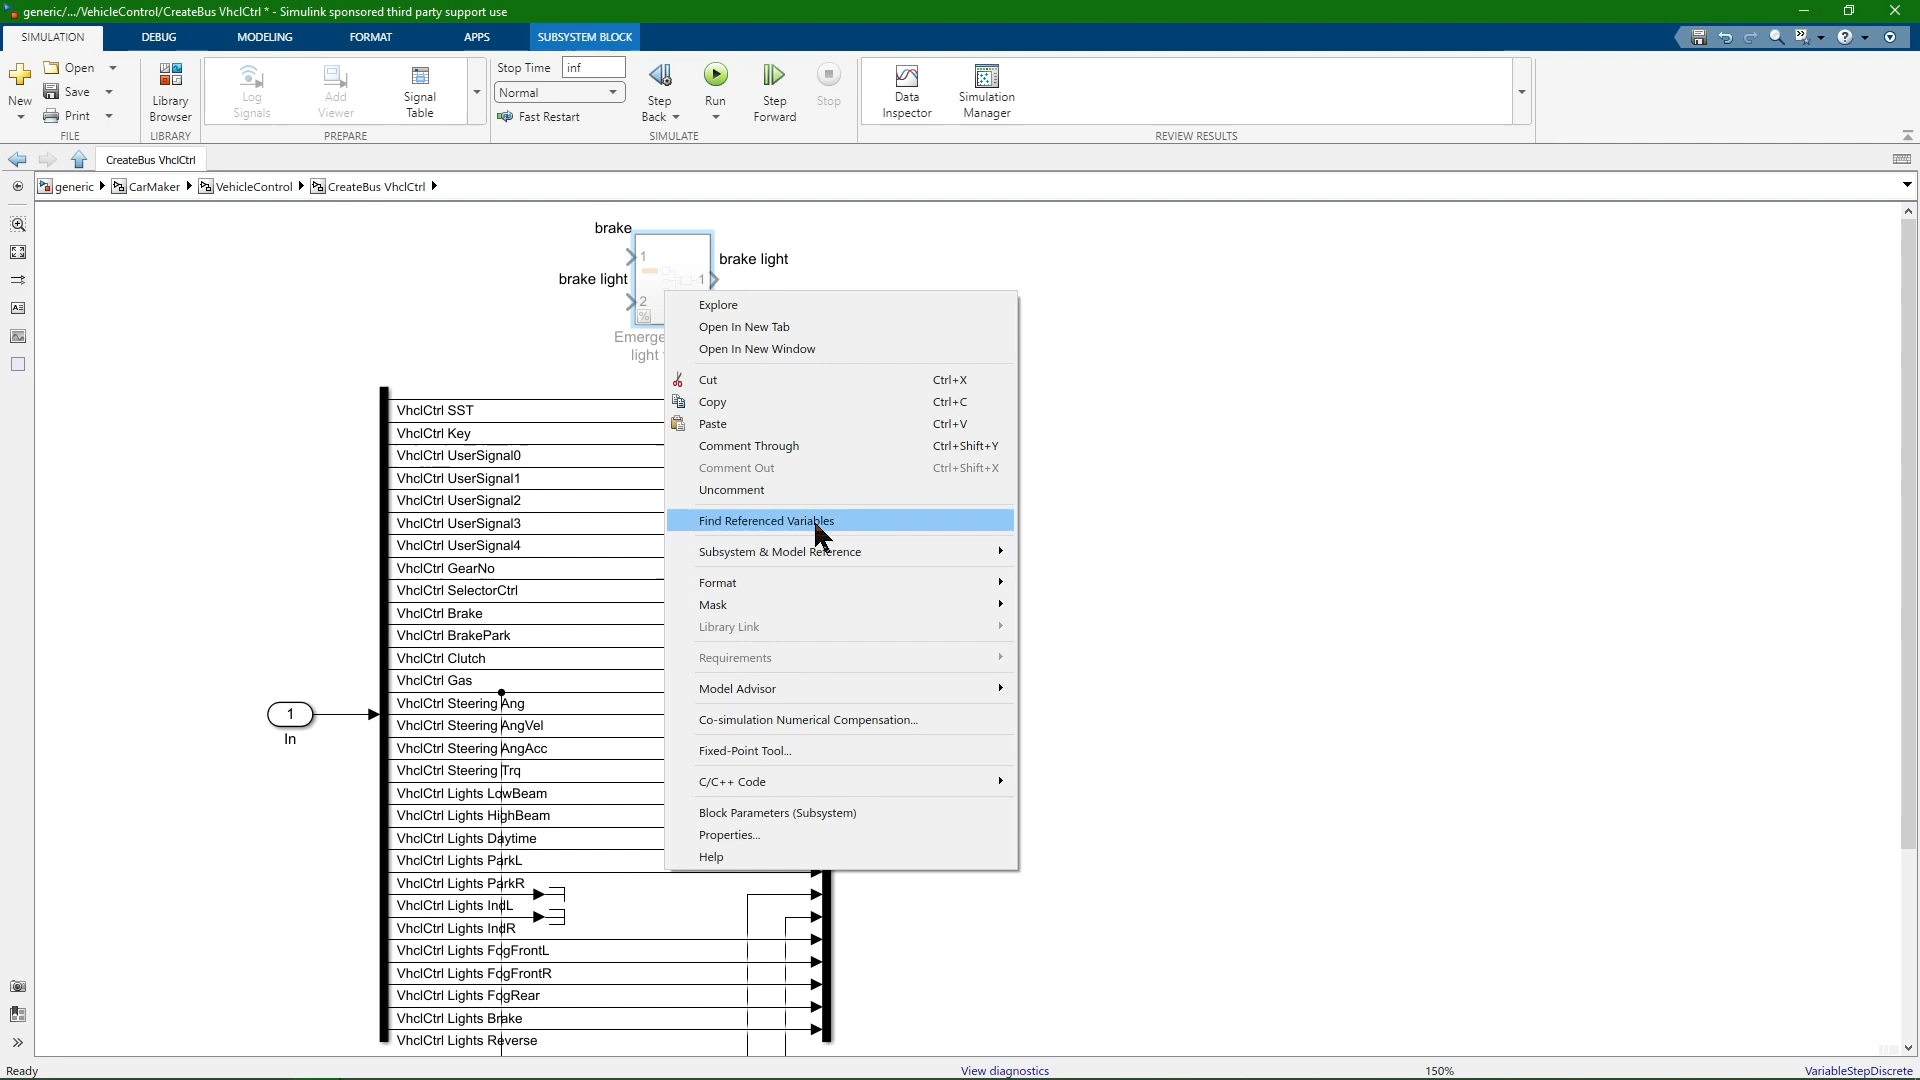 generic/.../VehicleControl/CreateBus VhclCtrl * - Simulink sponsored third party support use
SIMULATION DEBUG MODELING FORMAT APPS SUBSYSTEM BLOCK
New
Open
Save
Print
FILE
Library
Browser
LIBRARY
Log
Signals
Add
Viewer
Signal
Table
PREPARE
Stop Time inf
Normal
Fast Restart
Step
Back
Run
Step
Forward
Stop
SIMULATE
Data
Inspector
Simulation
Manager
REVIEW RESULTS
CreateBus VhclCtrl
generic CarMaker VehicleControl CreateBus VhclCtrl
brake
brake light
1
2
1
%
brake light
light
Explore
Open In New Tab
Open In New Window
Cut Ctrl+X
Copy Ctrl+C
Paste Ctrl+V
Comment Through Ctrl+Shift+Y
Comment Out Ctrl+Shift+X
Uncomment
Find Referenced Variables
Subsystem & Model Reference
Format
Mask
Library Link
Requirements
Model Advisor
Co-simulation Numerical Compensation...
Fixed-Point Tool...
C/C++ Code
Block Parameters (Subsystem)
Properties...
Help
VhclCtrl SST
VhclCtrl Key
VhclCtrl UserSignal0
VhclCtrl UserSignal1
VhclCtrl UserSignal2
VhclCtrl UserSignal3
VhclCtrl UserSignal4
VhclCtrl GearNo
VhclCtrl SelectorCtrl
VhclCtrl Brake
VhclCtrl BrakePark
VhclCtrl Clutch
VhclCtrl Gas
VhclCtrl Steering Ang
VhclCtrl Steering AngVel
VhclCtrl Steering AngAcc
VhclCtrl Steering Trq
VhclCtrl Lights LowBeam
VhclCtrl Lights HighBeam
VhclCtrl Lights Daytime
VhclCtrl Lights ParkL
VhclCtrl Lights ParkR
VhclCtrl Lights IndL
VhclCtrl Lights IndR
VhclCtrl Lights FogFrontL
VhclCtrl Lights FogFrontR
VhclCtrl Lights FogRear
VhclCtrl Lights Brake
VhclCtrl Lights Reverse
1
In
Ready View diagnostics 150% VariableStepDiscrete